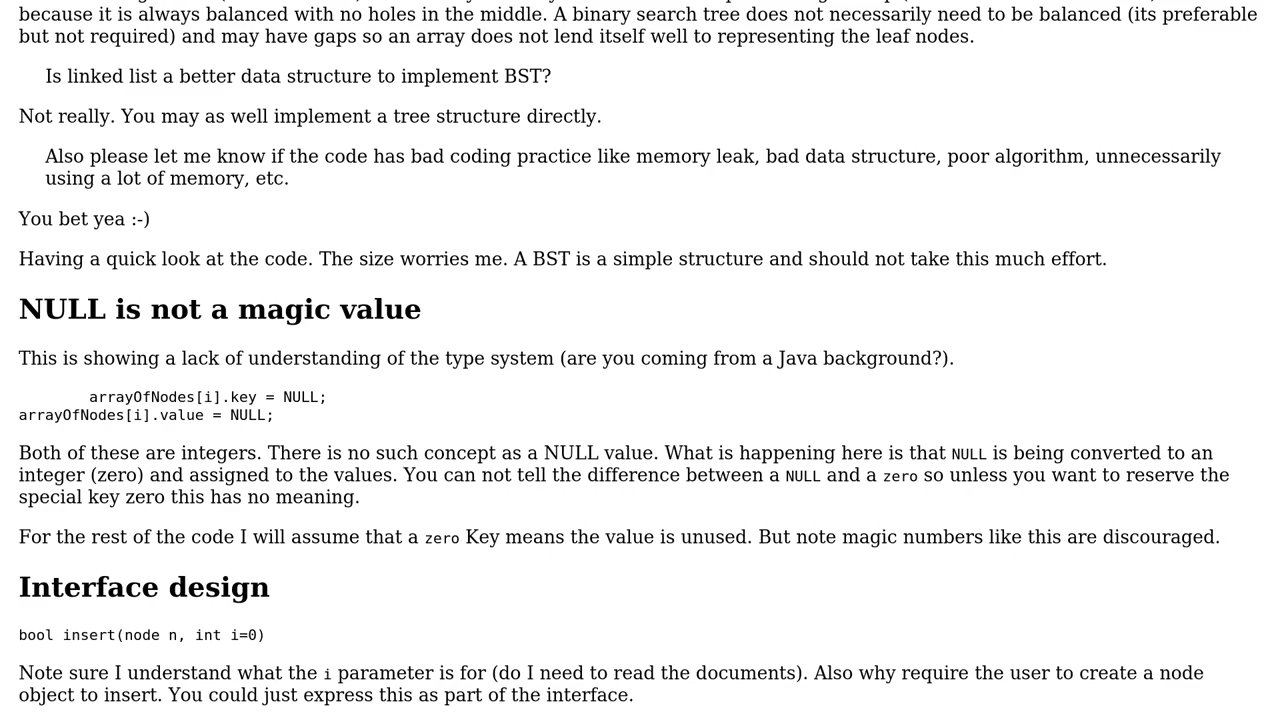 because it is always balanced with no holes in the middle. A binary search tree does not necessarily need to be balanced (its preferable
but not required) and may have gaps so an array does not lend itself well to representing the leaf nodes.
Is linked list a better data structure to implement BST?
Not really. You may as well implement a tree structure directly.
Also please let me know if the code has bad coding practice like memory leak, bad data structure, poor algorithm, unnecessarily
using a lot of memory, etc.
You bet yea :-)
Having a quick look at the code. The size worries me. A BST is a simple structure and should not take this much effort.
NULL is not a magic value
This is showing a lack of understanding of the type system (are you coming from a Java background?).
arrayOfNodes[i].key = NULL;
arrayOfNodes[i].value = NULL;
Both of these are integers. There is no such concept as a NULL value. What is happening here is that NULL is being converted to an
integer (zero) and assigned to the values. You can not tell the difference between a NULL and a zero so unless you want to reserve the
special key zero this has no meaning.
For the rest of the code I will assume that a zero Key means the value is unused. But note magic numbers like this are discouraged.
Interface design
bool insert(node n, int i=0)
Note sure I understand what the i parameter is for (do I need to read the documents). Also why require the user to create a node
object to insert. You could just express this as part of the interface.